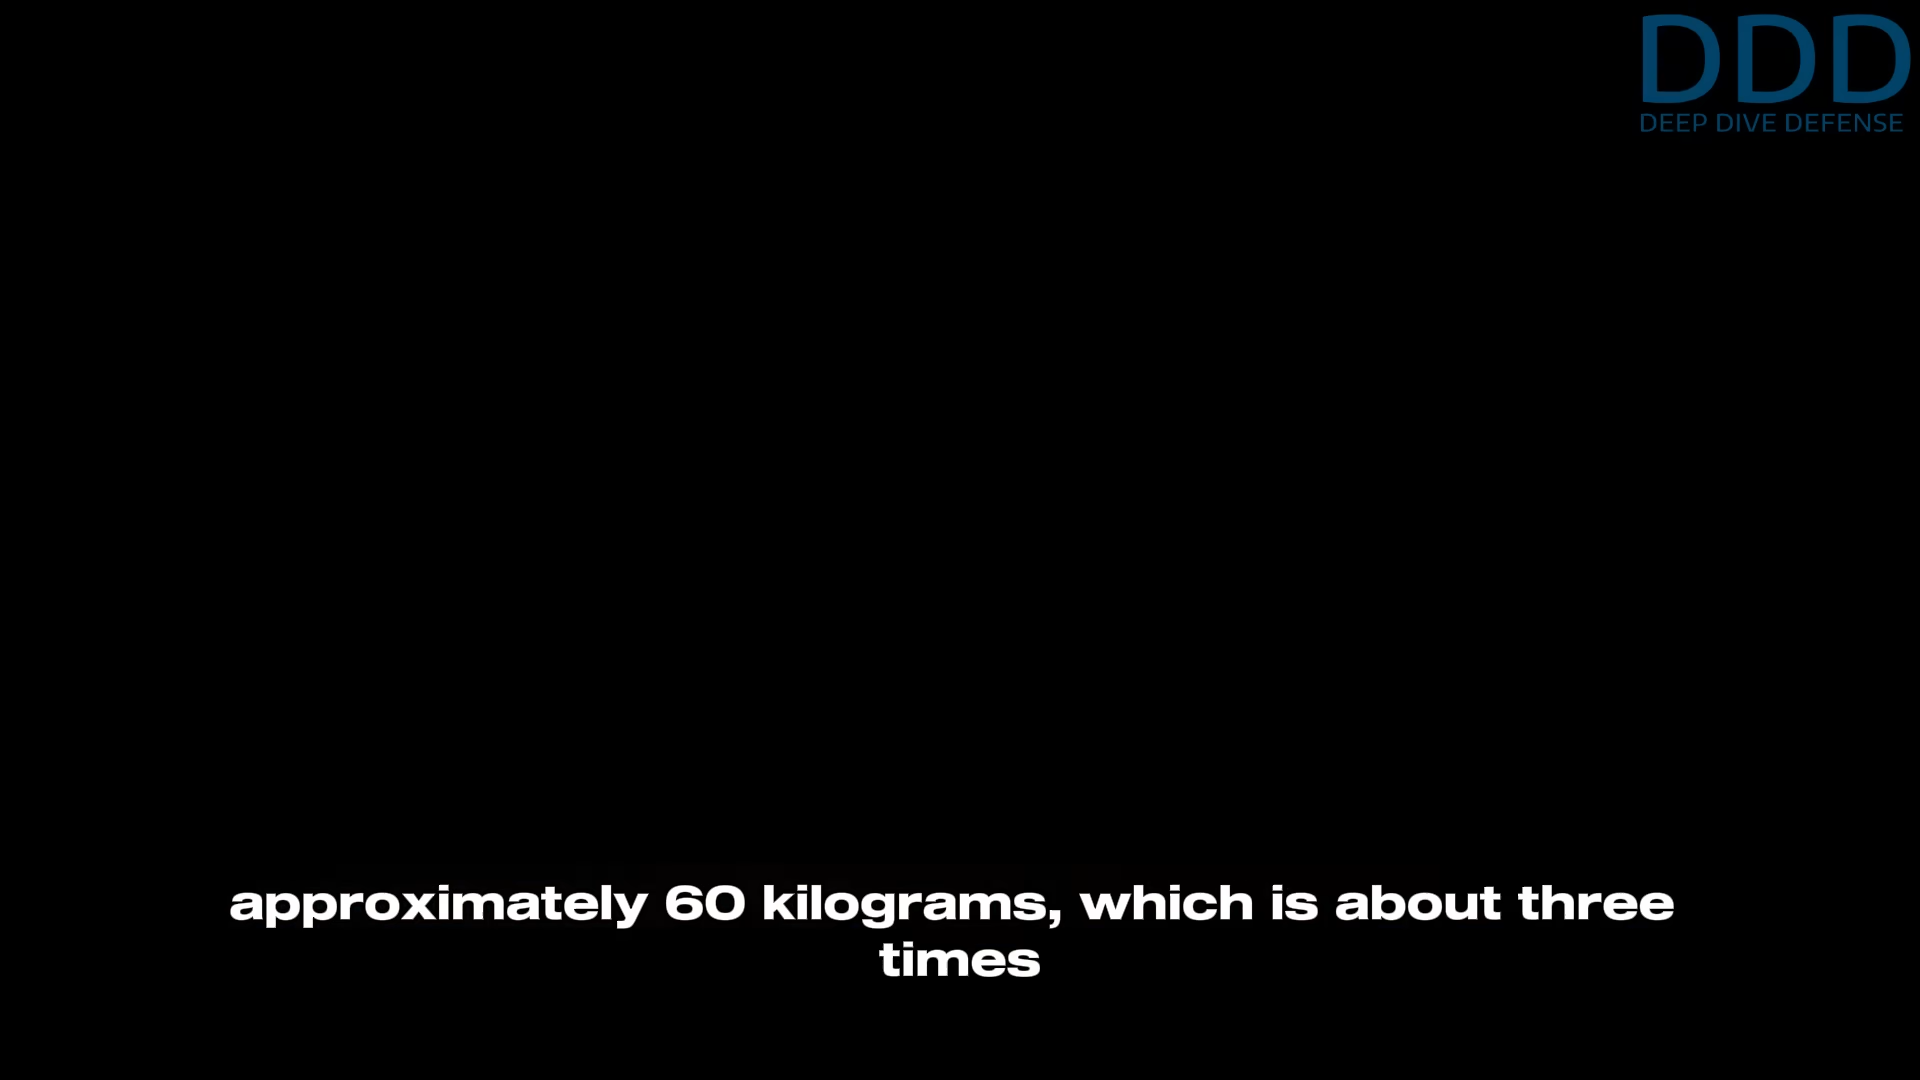 DDD
DEEP DIVE DEFENSE
approximately 60 kilograms, which is about three
times